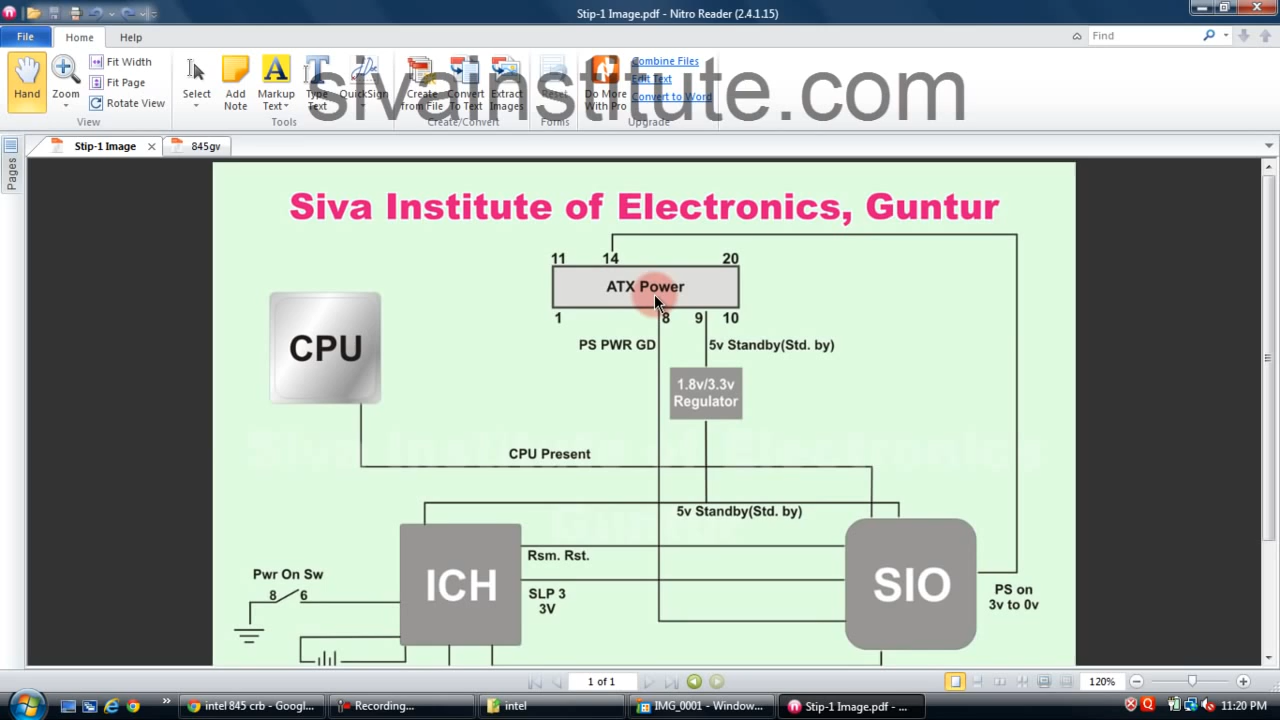 Stip-1 Image.pdf - Nitro Reader (2.4.1.15)
File
Home
Help
Find
Hand
Zoom
Fit Width
Fit Page
Rotate View
View
Select
Add
Note
Markup
Text
Type
Text
QuickSign
Tools
Create
from File
Convert
To Text
Extract
Images
Create/Convert
Reset
Forms
Do More
With Pro
Combine Files
Edit Text
Convert to Word
Upgrade
sivainstitute.com
Pages
Stip-1 Image
845gv
Siva Institute of Electronics, Guntur
11 14 20
ATX Power
1 8 9 10
PS PWR GD
5v Standby(Std. by)
CPU
1.8v/3.3v
Regulator
Siva Institute of Electronics
Guntur
CPU Present
5v Standby(Std. by)
Rsm. Rst.
ICH
SIO
Pwr On Sw
8 6
SLP 3
3V
PS on
3v to 0v
1 of 1
120%
intel 845 crb - Googl...
Recording...
intel
IMG_0001 - Window...
Stip-1 Image.pdf - ...
11:20 PM